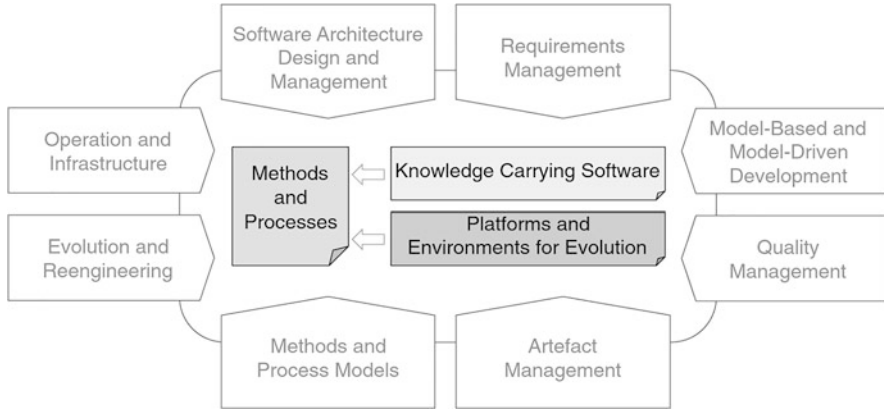 Software Architecture
Design and
Management
Requirements
Management
Operation and
Infrastructure
Model-Based and
Model-Driven
Development
Methods
and
Processes
Knowledge Carrying Software
Platforms and
Environments for Evolution
Evolution and
Reengineering
Quality
Management
Methods and
Process Models
Artefact
Management